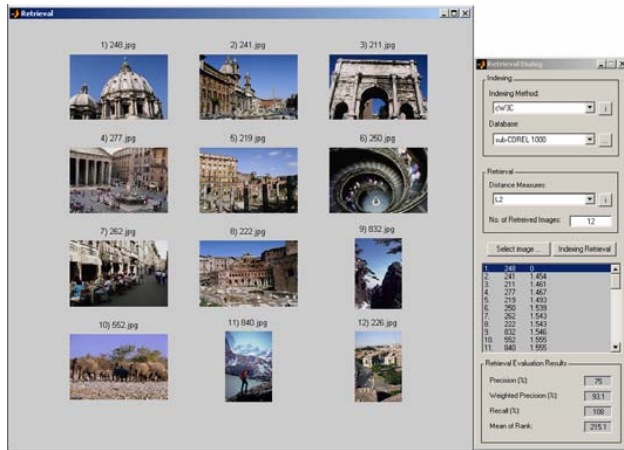 Retrieval
1) 248.jpg
2) 241.jpg
3) 211.jpg
4) 277.jpg
5) 219.jpg
6) 250.jpg
7) 262.jpg
8) 222.jpg
9) 832.jpg
10) 552.jpg
11) 840.jpg
12) 226.jpg
Retrieval Dialog
Indexing
Indexing Method:
cW3C
i
Database:
sub-COREL 1000
...
Retrieval
Distance Measures:
L2
i
No. of Retreived Images:
12
Select image ...
Indexing Retrieval
1. 248 0
2. 241 1.454
3. 211 1.461
4. 277 1.467
5. 219 1.493
6. 250 1.539
7. 262 1.543
8. 222 1.543
9. 832 1.546
10. 552 1.555
11. 840 1.555
Retrieval Evaluation Results
Precision (%): 75
Weighted Precision (%): 93.1
Recall (%): 108
Mean of Rank: 215.1